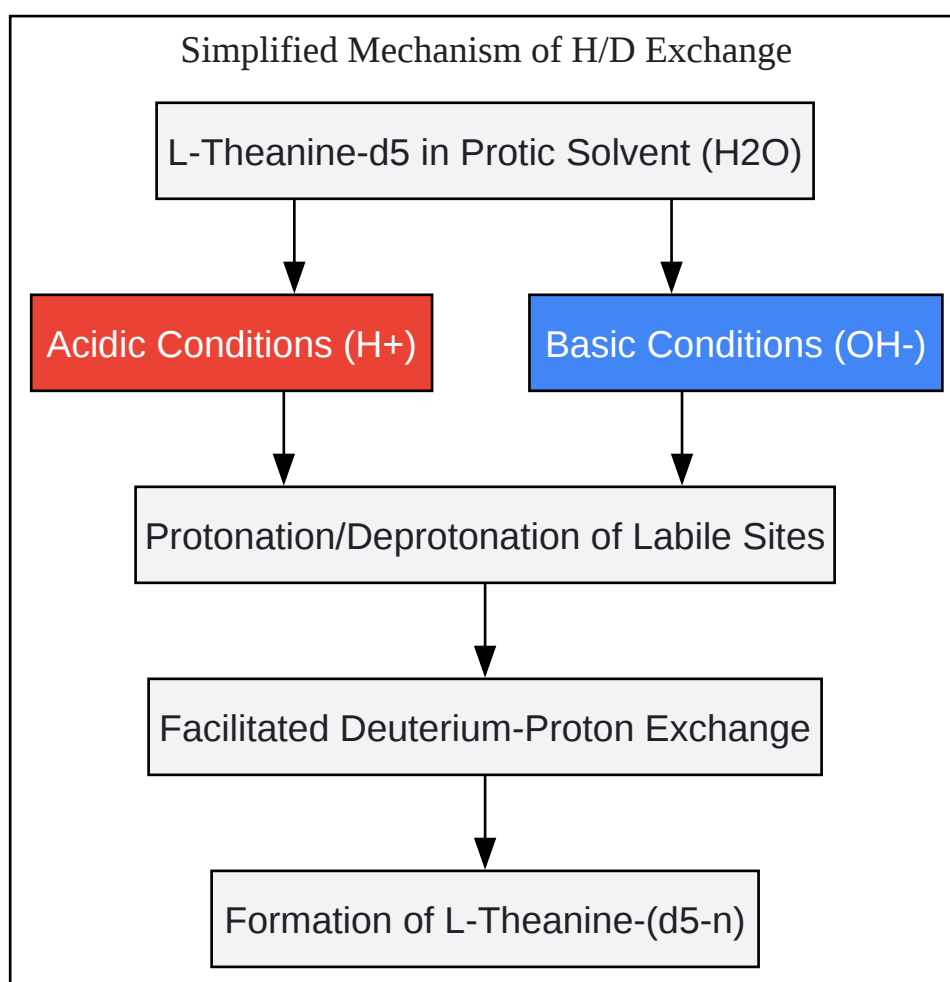 Simplified Mechanism of H/D Exchange
L-Theanine-d5 in Protic Solvent (H2O)
Acidic Conditions (H+)
Basic Conditions (OH-)
Protonation/Deprotonation of Labile Sites
Facilitated Deuterium-Proton Exchange
Formation of L-Theanine-(d5-n)